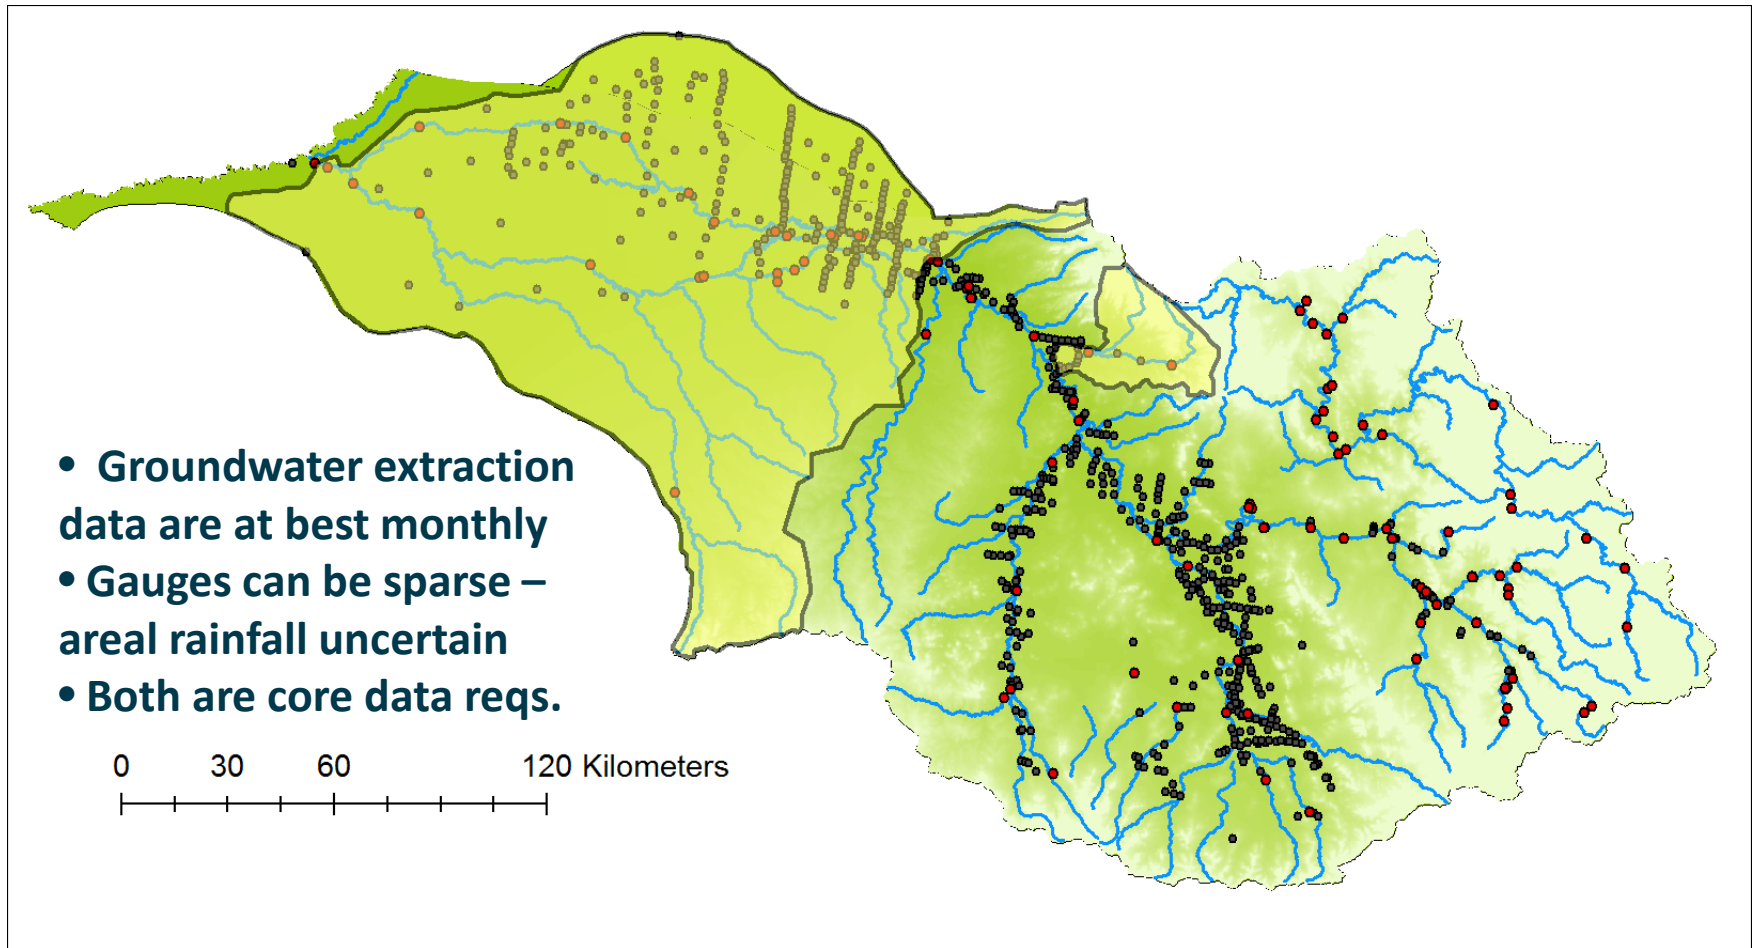 • Groundwater extraction
data are at best monthly
• Gauges can be sparse –
areal rainfall uncertain
• Both are core data reqs.
0 30 60 120 Kilometers